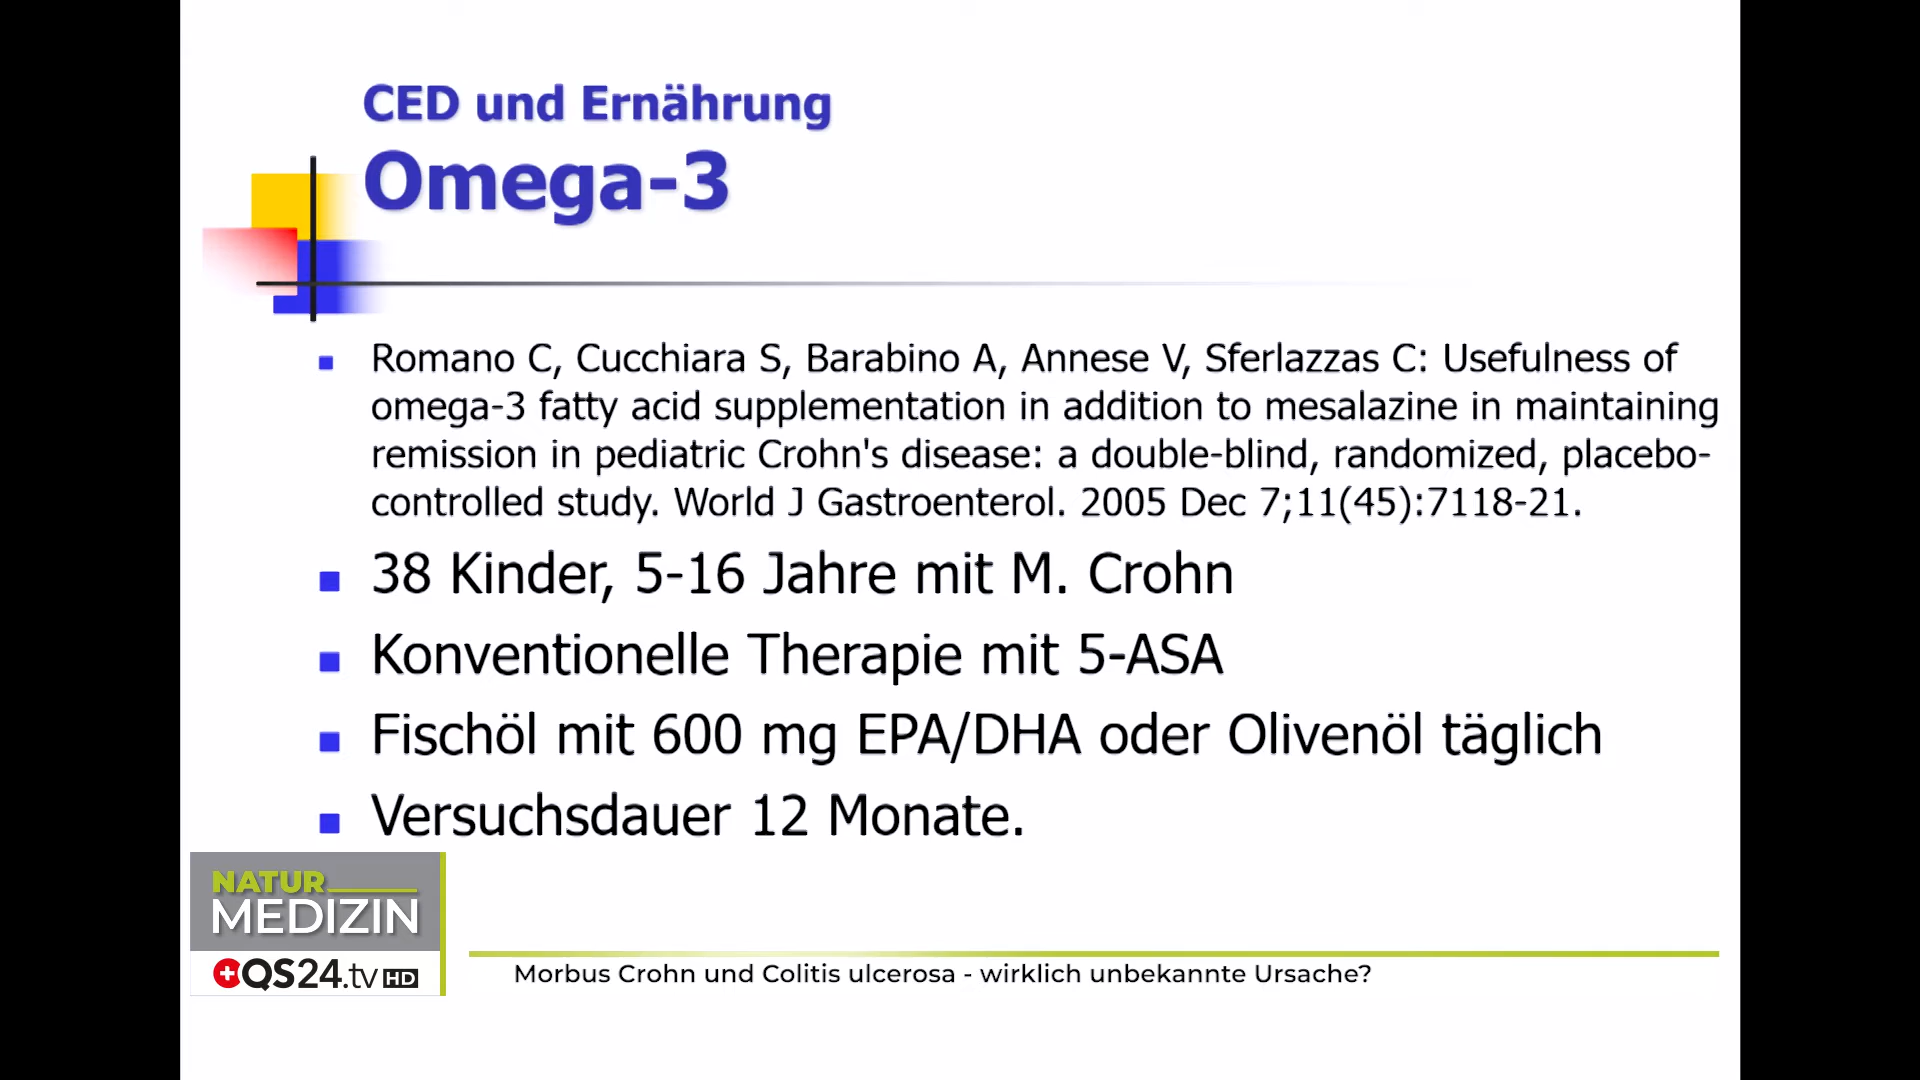 CED und Ernährung
Omega-3
Romano C, Cucchiara S, Barabino A, Annese V, Sferlazzas C: Usefulness of
omega-3 fatty acid supplementation in addition to mesalazine in maintaining
remission in pediatric Crohn's disease: a double-blind, randomized, placebo-
controlled study. World J Gastroenterol. 2005 Dec 7;11(45):7118-21.
38 Kinder, 5-16 Jahre mit M. Crohn
Konventionelle Therapie mit 5-ASA
Fischöl mit 600 mg EPA/DHA oder Olivenöl täglich
Versuchsdauer 12 Monate.
NATUR
MEDIZIN
QS24.tv HD
Morbus Crohn und Colitis ulcerosa - wirklich unbekannte Ursache?